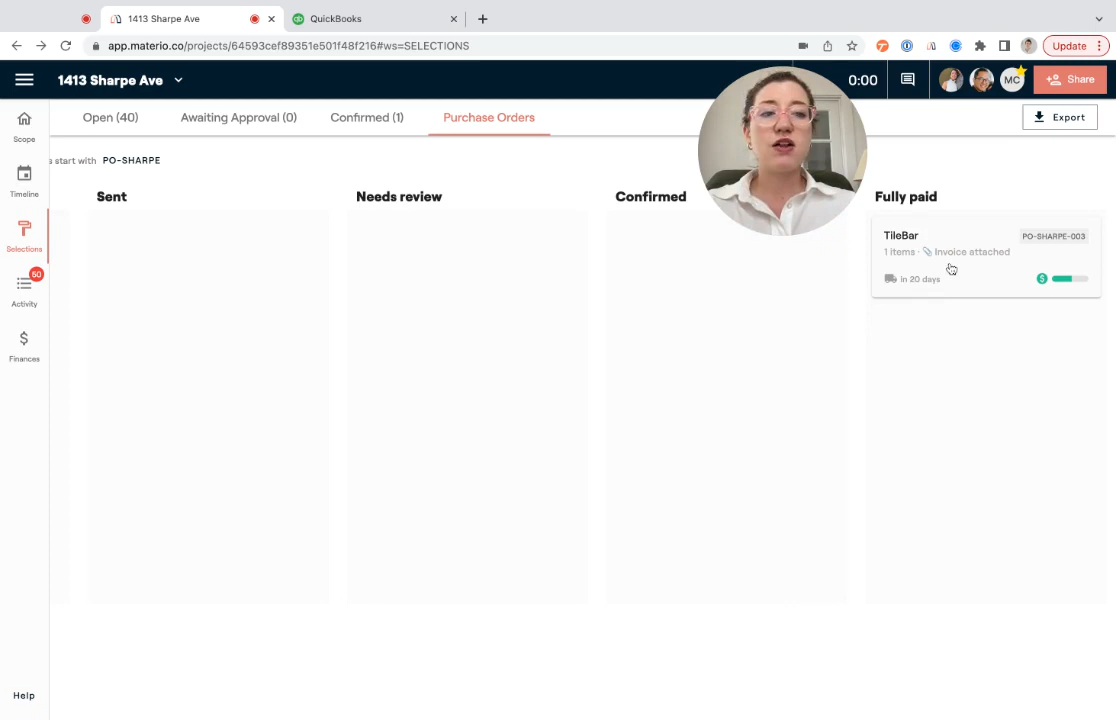 1413 Sharpe Ave
QuickBooks
app.materio.co/projects/64593cef89351e501f48f216#ws=SELECTIONS
Update
1413 Sharpe Ave
0:00
MC
Share
Scope
Timeline
Selections
50
Activity
Finances
Help
Open (40)
Awaiting Approval (0)
Confirmed (1)
Purchase Orders
Export
s start with PO-SHARPE
Sent
Needs review
Confirmed
Fully paid
TileBar
PO-SHARPE-003
1 items · Invoice attached
in 20 days
$